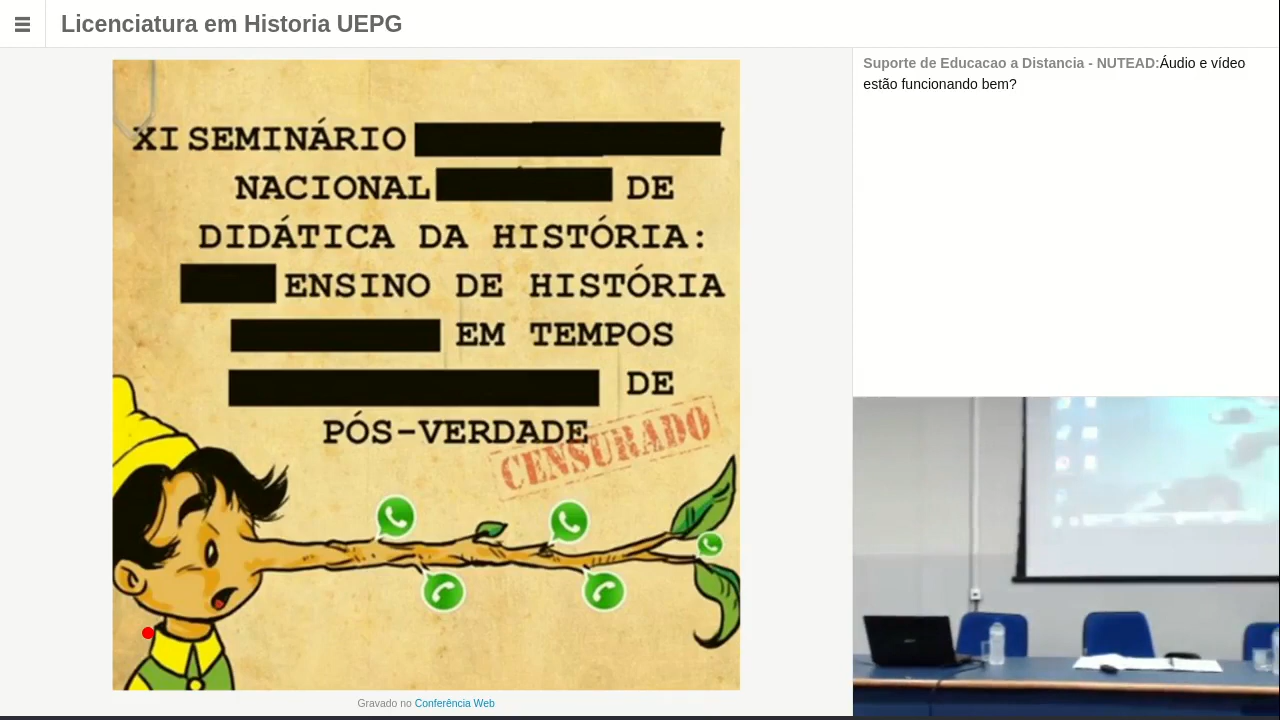 Licenciatura em Historia UEPG
XI SEMINÁRIO
NACIONAL DE
DIDÁTICA DA HISTÓRIA:
ENSINO DE HISTÓRIA
EM TEMPOS
DE
PÓS-VERDADE
CENSURADO
Gravado no Conferência Web
Suporte de Educacao a Distancia - NUTEAD:Áudio e vídeo
estão funcionando bem?